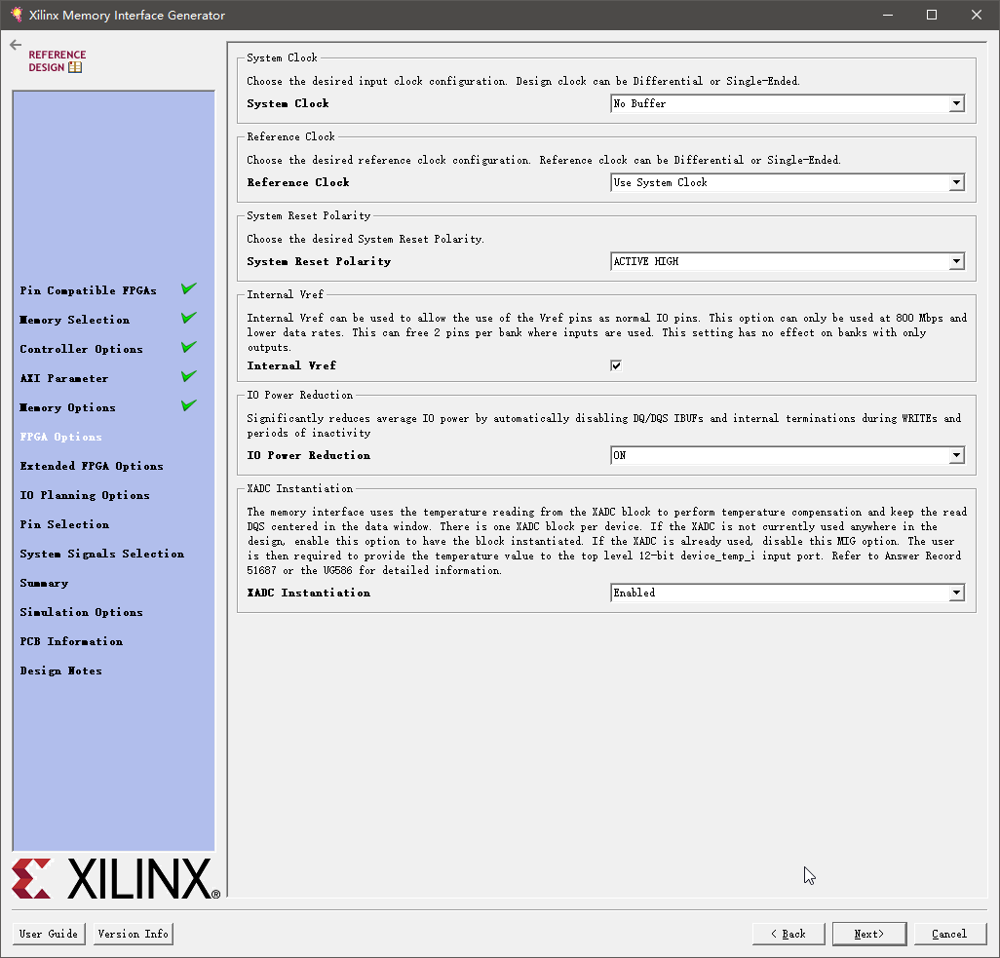 Xilinx Memory Interface Generator
REFERENCE
DESIGN
Pin Compatible FPGAs
Memory Selection
Controller Options
AXI Parameter
Memory Options
FPGA Options
Extended FPGA Options
IO Planning Options
Pin Selection
System Signals Selection
Summary
Simulation Options
PCB Information
Design Notes
XILINX®
System Clock
Choose the desired input clock configuration. Design clock can be Differential or Single-Ended.
System Clock No Buffer
Reference Clock
Choose the desired reference clock configuration. Reference clock can be Differential or Single-Ended.
Reference Clock Use System Clock
System Reset Polarity
Choose the desired System Reset Polarity.
System Reset Polarity ACTIVE HIGH
Internal Vref
Internal Vref can be used to allow the use of the Vref pins as normal IO pins. This option can only be used at 800 Mbps and
lower data rates. This can free 2 pins per bank where inputs are used. This setting has no effect on banks with only
outputs.
Internal Vref
IO Power Reduction
Significantly reduces average IO power by automatically disabling DQ/DQS IBUFs and internal terminations during WRITEs and
periods of inactivity
IO Power Reduction ON
XADC Instantiation
The memory interface uses the temperature reading from the XADC block to perform temperature compensation and keep the read
DQS centered in the data window. There is one XADC block per device. If the XADC is not currently used anywhere in the
design, enable this option to have the block instantiated. If the XADC is already used, disable this MIG option. The user
is then required to provide the temperature value to the top level 12-bit device_temp_i input port. Refer to Answer Record
51687 or the UG586 for detailed information.
XADC Instantiation Enabled
User Guide Version Info < Back Next> Cancel